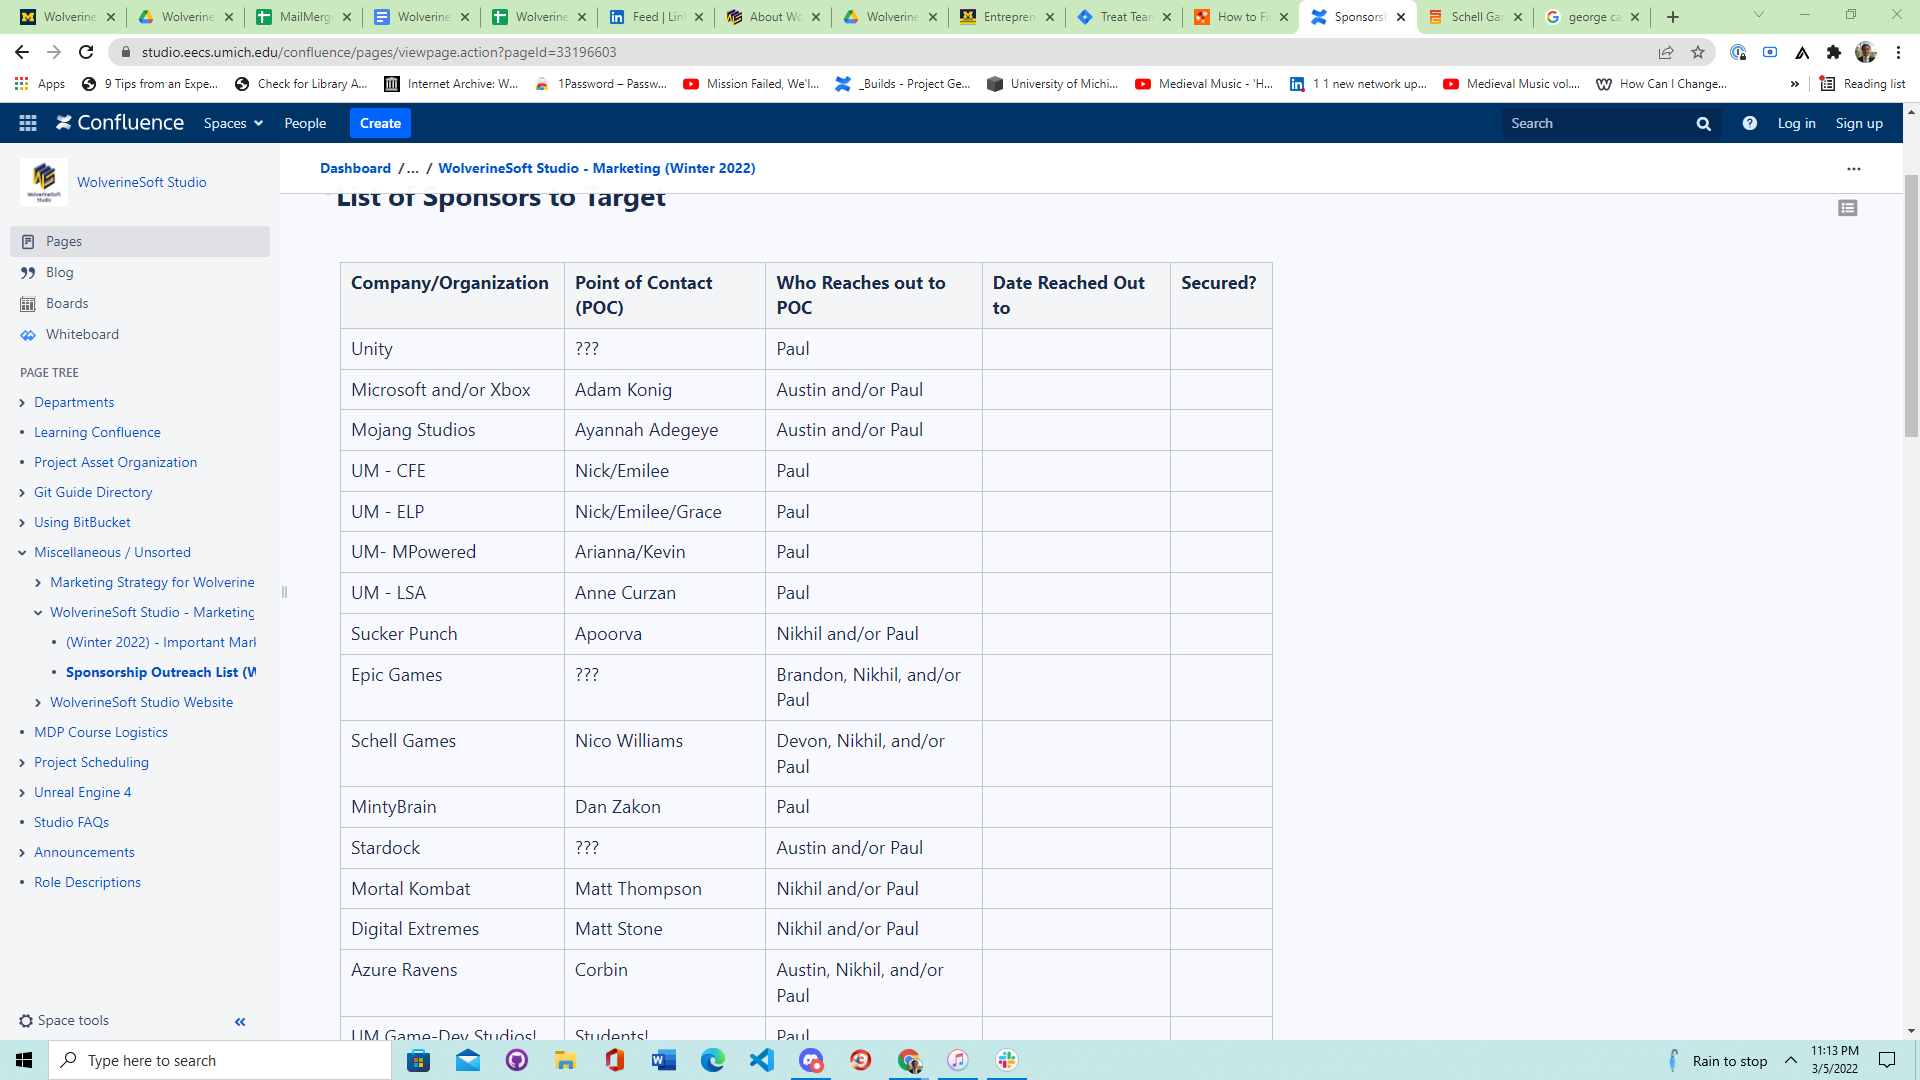 Wolverine
Wolverine
MailMerge
Wolverine
Wolverine
Feed | Lin
About Wo
Wolverine
Entrepren
Treat Tean
How to Fi
Sponsorsh
Schell Gar
george ca
studio.eecs.umich.edu/confluence/pages/viewpage.action?pageId=33196603
Apps
9 Tips from an Expe...
Check for Library A...
Internet Archive: W...
1Password – Passw...
Mission Failed, We'l...
_Builds - Project Ge...
University of Michi...
Medieval Music - 'H...
1 1 new network up...
Medieval Music vol....
How Can I Change...
»
Reading list
Confluence
Spaces
People
Create
Search
Log in
Sign up
WolverineSoft Studio
Dashboard / ... / WolverineSoft Studio - Marketing (Winter 2022)
Pages
Blog
Boards
Whiteboard
PAGE TREE
Departments
Learning Confluence
Project Asset Organization
Git Guide Directory
Using BitBucket
Miscellaneous / Unsorted
Marketing Strategy for Wolverine
WolverineSoft Studio - Marketing
(Winter 2022) - Important Mark
Sponsorship Outreach List (W
WolverineSoft Studio Website
MDP Course Logistics
Project Scheduling
Unreal Engine 4
Studio FAQs
Announcements
Role Descriptions
Space tools
List of Sponsors to Target
Company/Organization Point of Contact (POC) Who Reaches out to POC Date Reached Out to Secured?
Unity ??? Paul
Microsoft and/or Xbox Adam Konig Austin and/or Paul
Mojang Studios Ayannah Adegeye Austin and/or Paul
UM - CFE Nick/Emilee Paul
UM - ELP Nick/Emilee/Grace Paul
UM- MPowered Arianna/Kevin Paul
UM - LSA Anne Curzan Paul
Sucker Punch Apoorva Nikhil and/or Paul
Epic Games ??? Brandon, Nikhil, and/or Paul
Schell Games Nico Williams Devon, Nikhil, and/or Paul
MintyBrain Dan Zakon Paul
Stardock ??? Austin and/or Paul
Mortal Kombat Matt Thompson Nikhil and/or Paul
Digital Extremes Matt Stone Nikhil and/or Paul
Azure Ravens Corbin Austin, Nikhil, and/or Paul
UM Game-Dev Studios! Students! Paul
Type here to search
Rain to stop
11:13 PM
3/5/2022